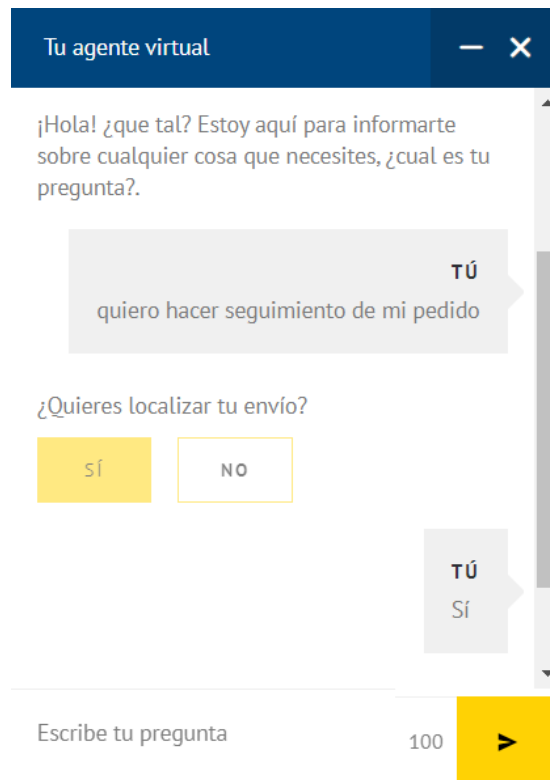 Tu agente virtual
¡Hola! ¿que tal? Estoy aquí para informarte
sobre cualquier cosa que necesites, ¿cual es tu
pregunta?.
TÚ
quiero hacer seguimiento de mi pedido
¿Quieres localizar tu envío?
SÍ NO
TÚ
Sí
Escribe tu pregunta 100